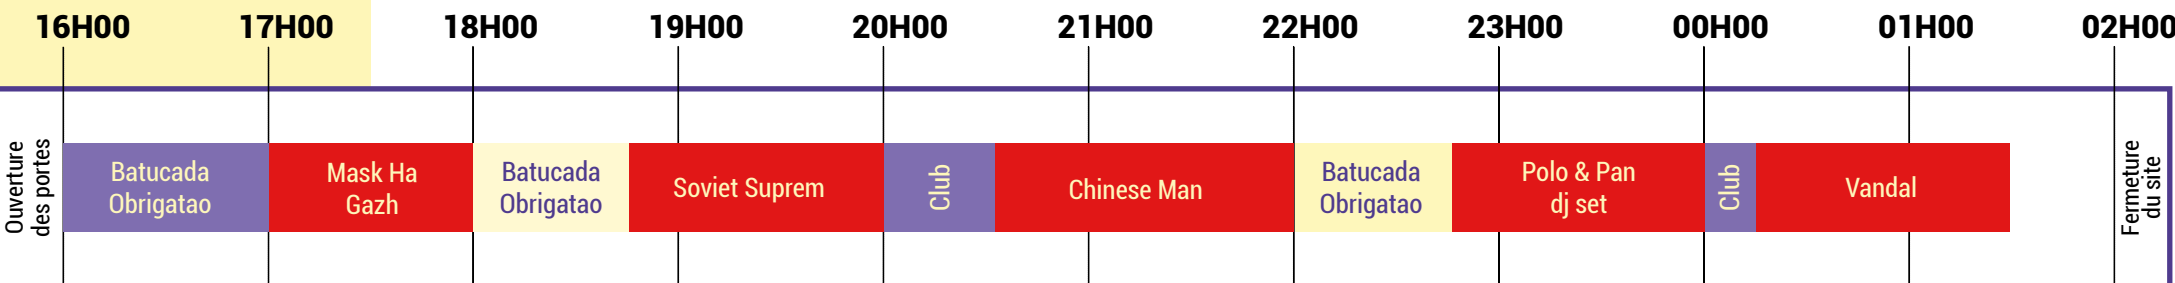 16H00 17H00 18H00 19H00 20H00 21H00 22H00 23H00 00H00 01H00 02H00
Ouverture
des portes
Batucada
Obrigatao
Mask Ha
Gazh
Batucada
Obrigatao
Soviet Suprem
Club
Chinese Man
Batucada
Obrigatao
Polo & Pan
dj set
Club
Vandal
Fermeture
du site